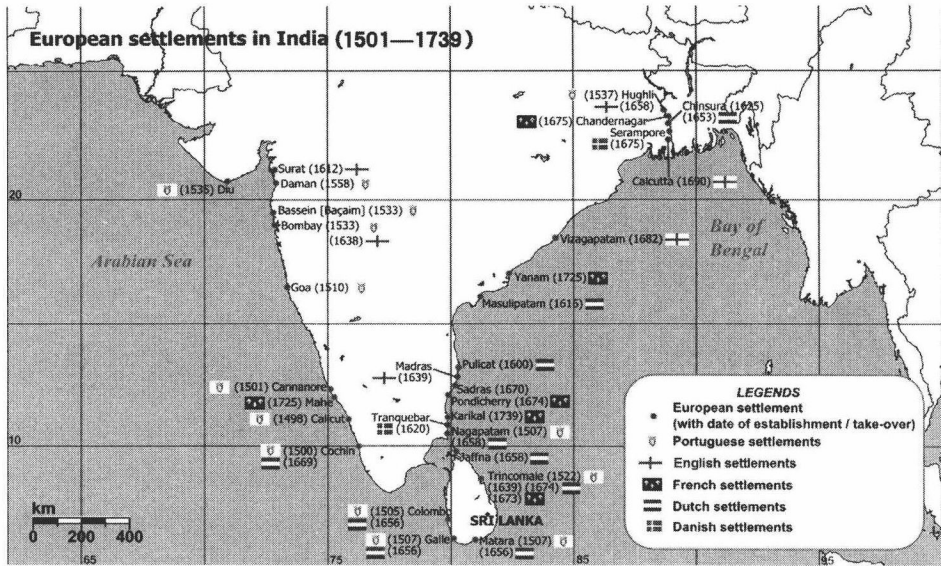 European settlements in India (1501—1739)
(1537) Hughli
(1658)
Chinsura (1625)
(1653)
(1675) Chandernagar
Serampore
(1675)
Surat (1612)
Daman (1558)
(1535) Diu
20
Calcutta (1690)
Bassein [Baçaim] (1533)
Bombay (1533)
(1638)
Vizagapatam (1682)
Bay of
Bengal
Arabian Sea
Yanam (1725)
Goa (1510)
Masulipatam (1616)
Madras
(1639)
Pulicat (1600)
(1501) Cannanore
(1725) Mahe
(1498) Calicut
Sadras (1670)
Pondicherry (1674)
Tranquebar
(1620)
Karikal (1739)
Nagapatam (1507)
(1658)
10
(1500) Cochin
(1669)
Jaffna (1658)
Trincomale (1522)
(1639) (1674)
(1673)
(1505) Colombo
(1656)
SRI LANKA
(1507) Galle
(1656)
Matara (1507)
(1656)
km
0 200 400
65
75
85
95
LEGENDS
European settlement
(with date of establishment / take-over)
Portuguese settlements
English settlements
French settlements
Dutch settlements
Danish settlements